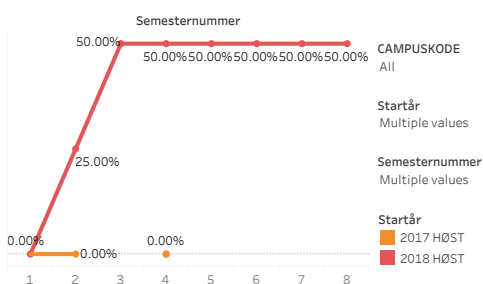 Semesternummer
50.00%
50.00%50.00%50.00%50.00%50.00%
25.00%
0.00%
0.00%
0.00%
1 2 3 4 5 6 7 8
CAMPUSKODE
All
Startår
Multiple values
Semesternummer
Multiple values
Startår
2017 HØST
2018 HØST